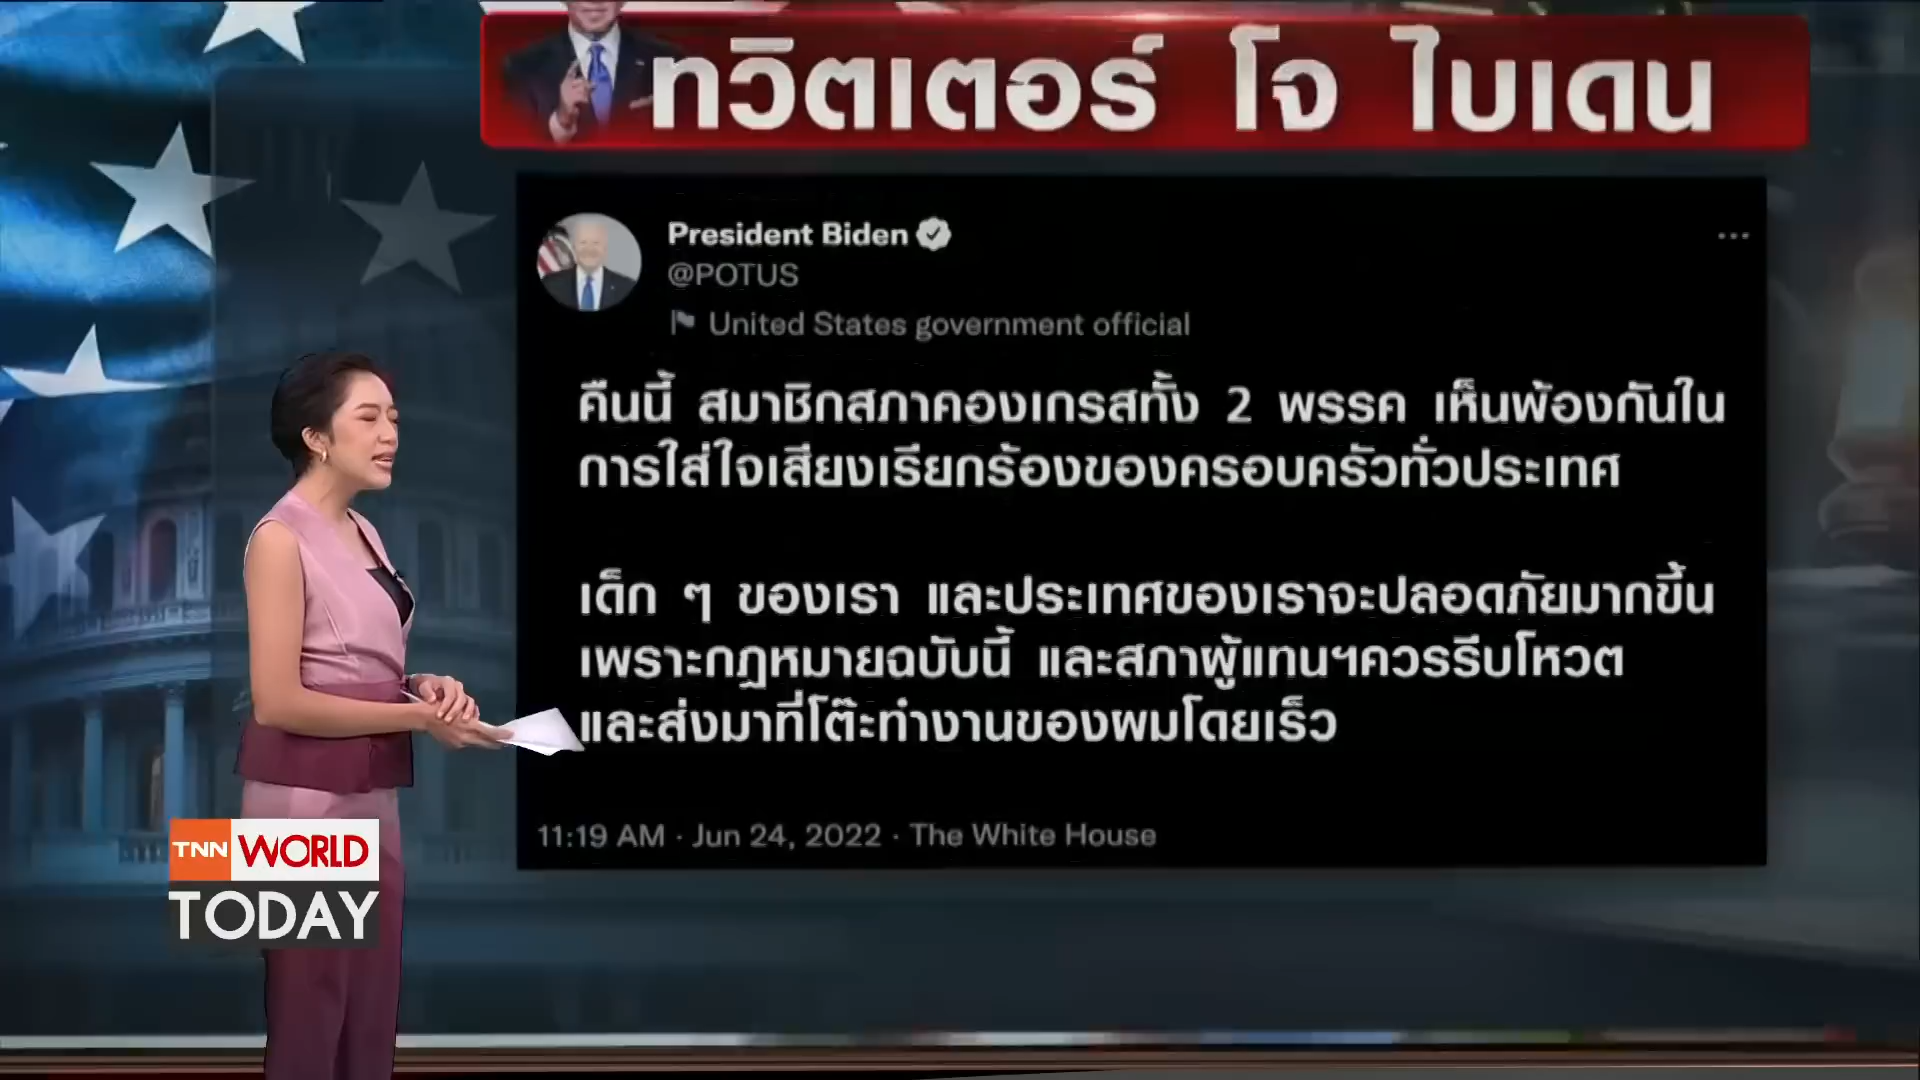 ทวิตเตอร์ โจ ไบเดน
President Biden
@POTUS
United States government official
คืนนี้ สมาชิกสภาคองเกรสทั้ง 2 พรรค เห็นพ้องกันใน
การใส่ใจเสียงเรียกร้องของครอบครัวทั่วประเทศ
เด็ก ๆ ของเรา และประเทศของเราจะปลอดภัยมากขึ้น
เพราะกฎหมายฉบับนี้ และสภาผู้แทนฯควรรีบโหวต
และส่งมาที่โต๊ะทำงานของผมโดยเร็ว
11:19 AM · Jun 24, 2022 · The White House
TNN WORLD
TODAY